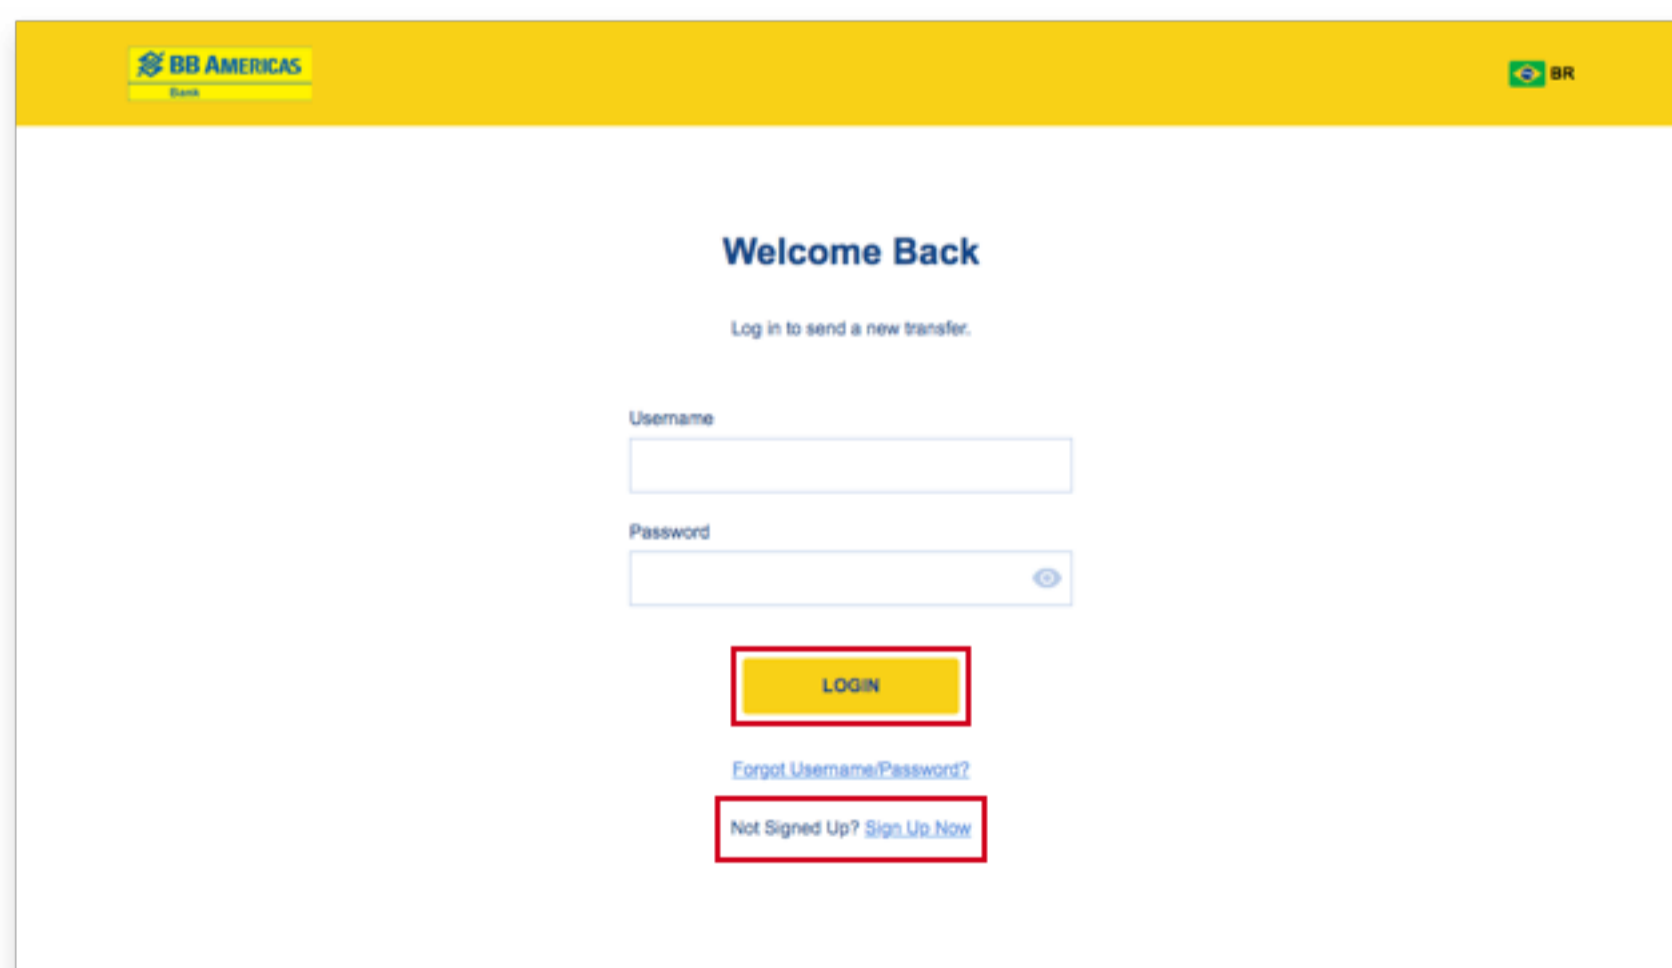 BB AMERICAS
Bank
BR
Welcome Back
Log in to send a new transfer.
Username
Password
LOGIN
Forgot Username/Password?
Not Signed Up? Sign Up Now